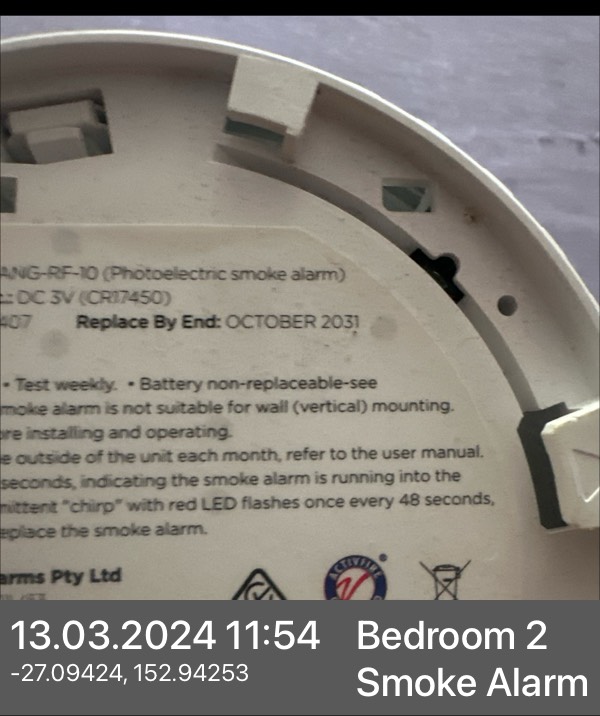 ANG-RF-10 (Photoelectric smoke alarm)
.: DC 3V (CR17450)
407 Replace By End: OCTOBER 2031
• Test weekly. • Battery non-replaceable-see
moke alarm is not suitable for wall (vertical) mounting.
ore installing and operating.
e outside of the unit each month, refer to the user manual.
seconds, indicating the smoke alarm is running into the
mittent "chirp" with red LED flashes once every 48 seconds,
eplace the smoke alarm.
arms Pty Ltd
ACTIVFIRE
13.03.2024 11:54
-27.09424, 152.94253
Bedroom 2
Smoke Alarm